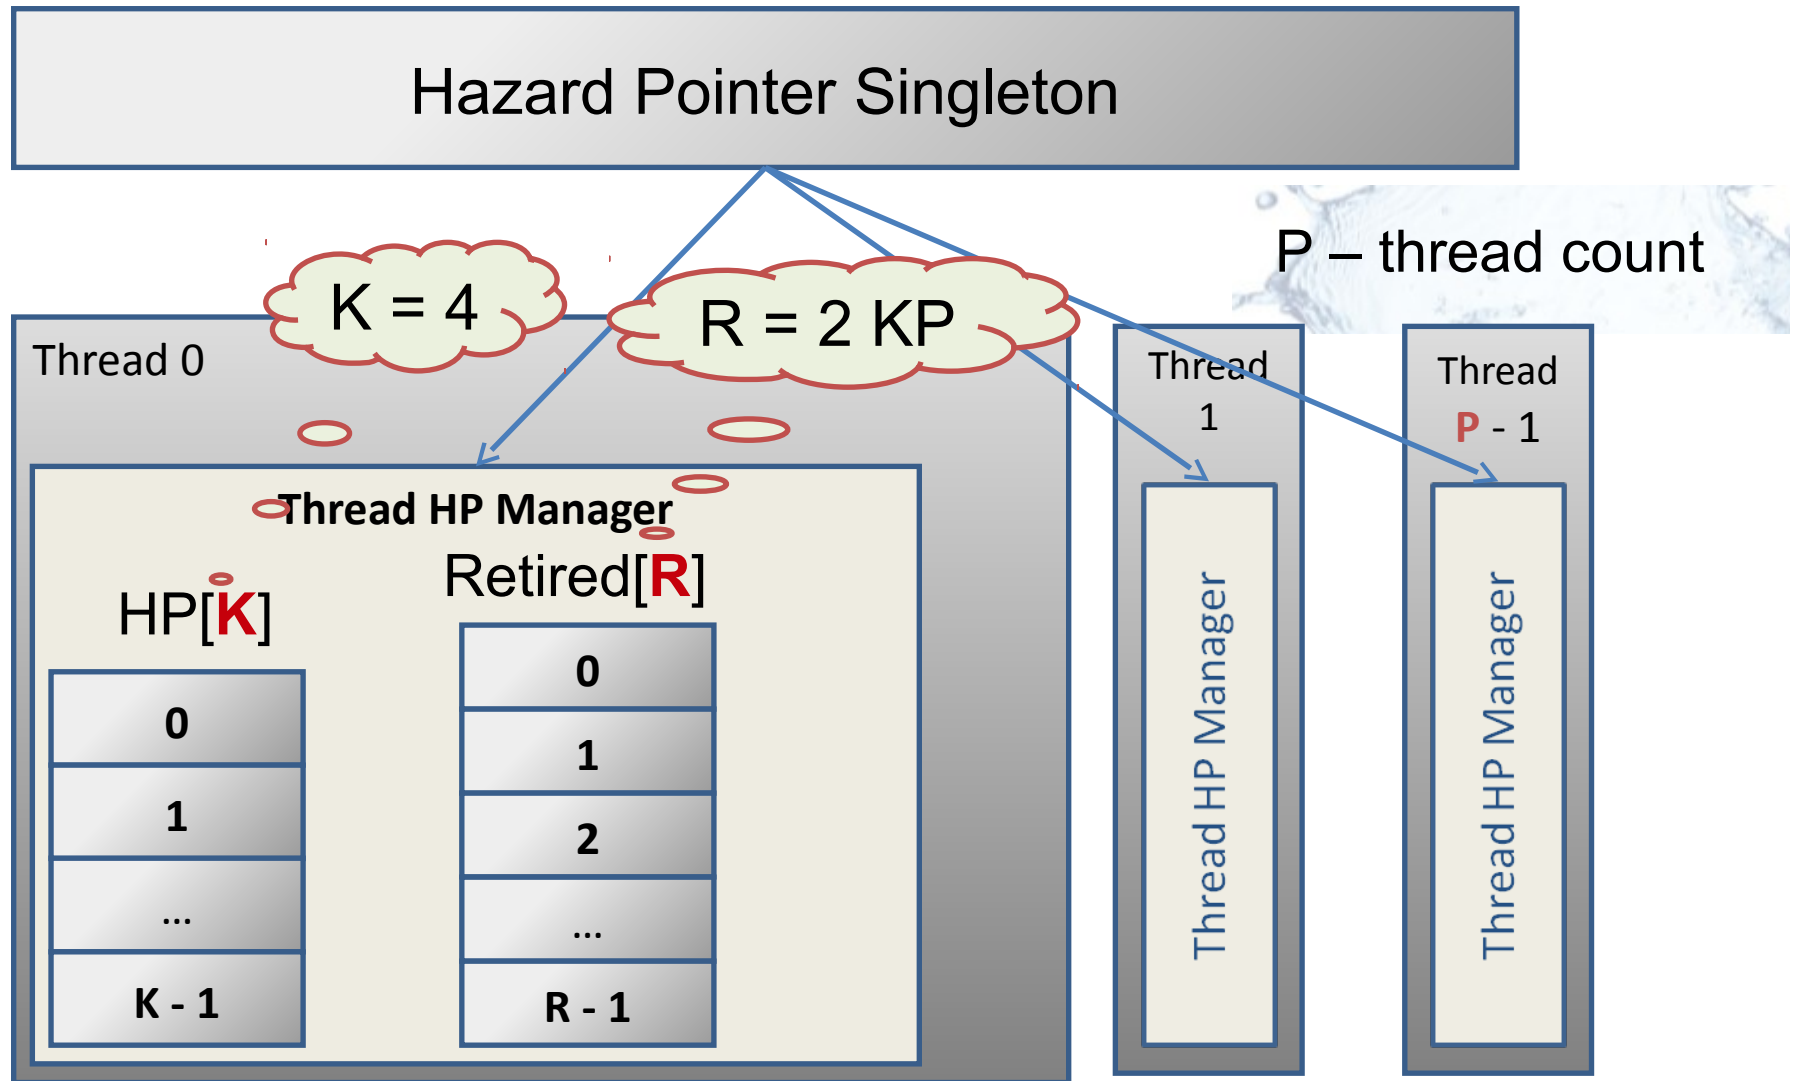 Hazard Pointer Singleton
P – thread count
K = 4
R = 2 KP
Thread 0
Thread HP Manager
HP[K]
0
1
...
K - 1
Retired[R]
0
1
2
...
R - 1
Thread
1
Thread HP Manager
Thread
P - 1
Thread HP Manager